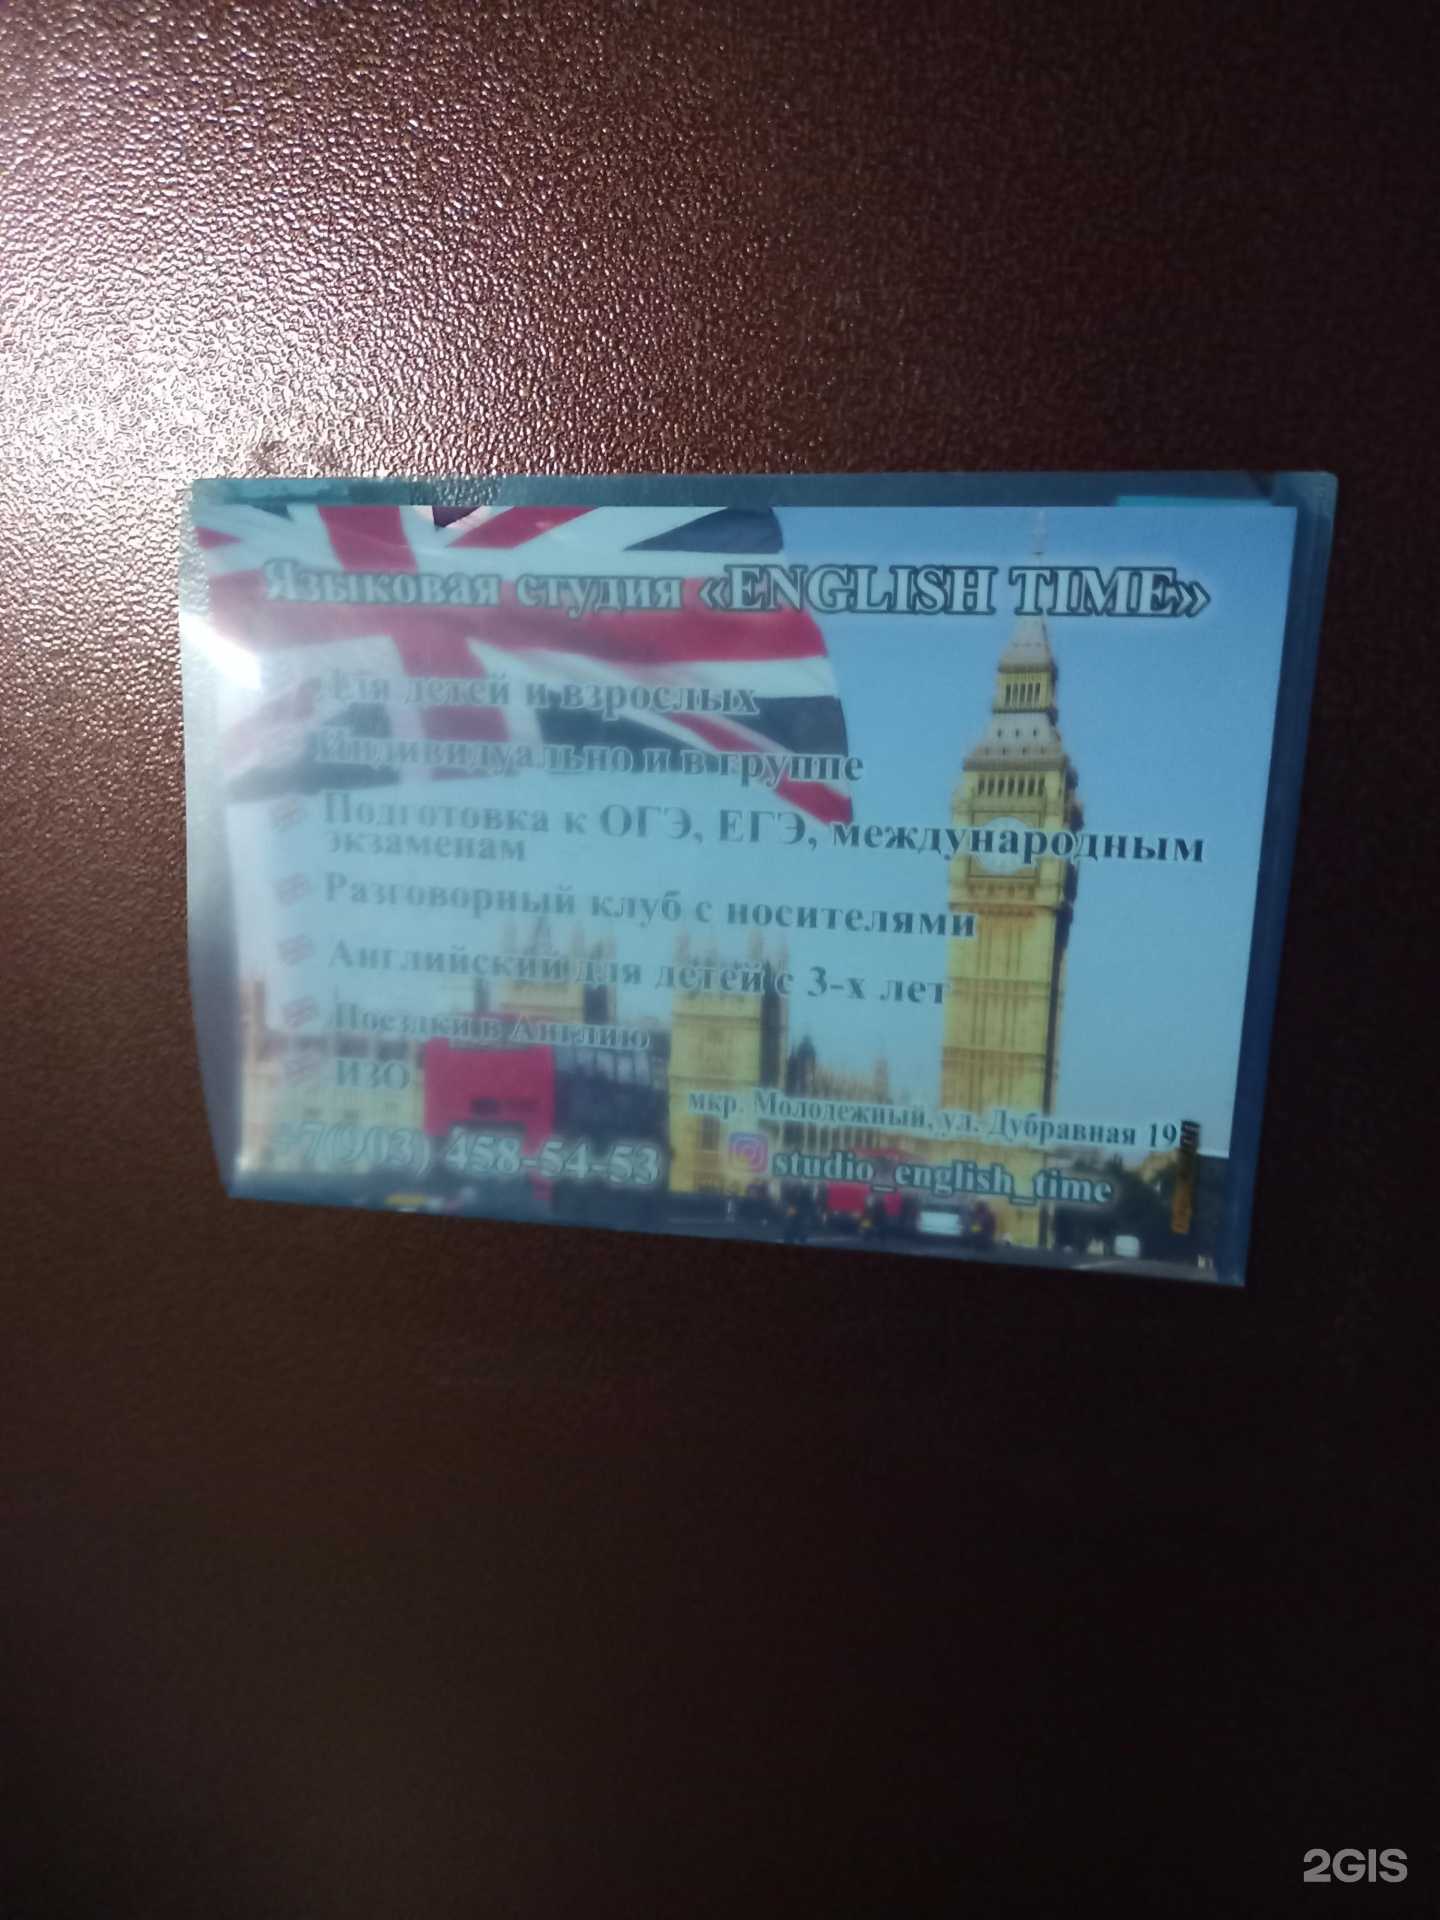 Языковая студия «ENGLISH TIME»
Для детей и взрослых
Индивидуально и в группе
Подготовка к ОГЭ, ЕГЭ, международным
экзаменам
Разговорный клуб с носителями
Английский для детей с 3-х лет
Поездки в Англию
ИЗО
мкр. Молодежный, ул. Дубравная
+7(903) 458-54-53
studio_english_time
2GIS